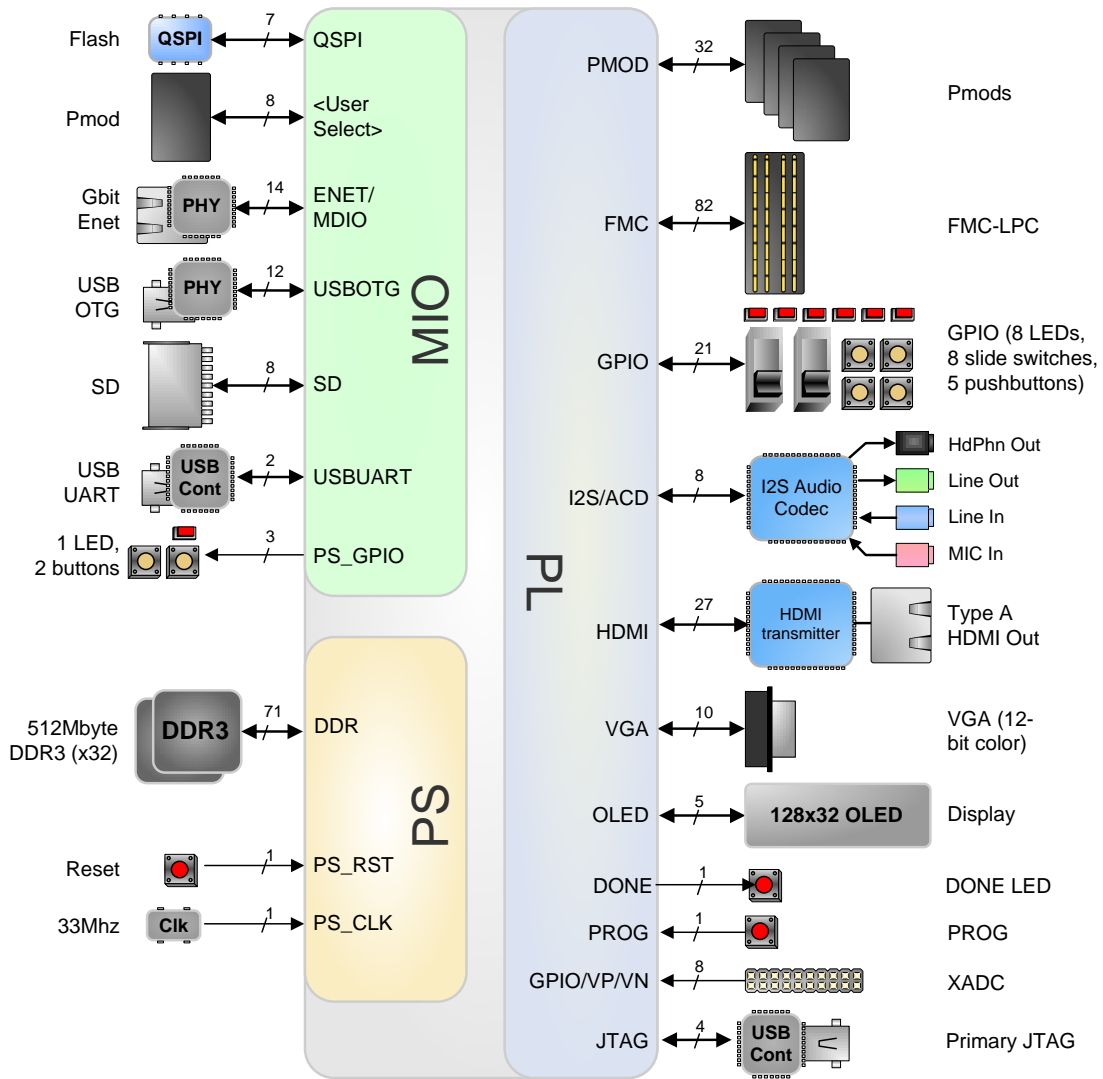 Flash
QSPI
7
QSPI
Pmod
8
<User
Select>
Gbit
Enet
PHY
14
ENET/
MDIO
USB
OTG
PHY
12
USBOTG
SD
8
SD
USB
UART
USB
Cont
2
USBUART
1 LED,
2 buttons
3
PS_GPIO
MIO
512Mbyte
DDR3 (x32)
DDR3
71
DDR
Reset
1
PS_RST
33Mhz
Clk
1
PS_CLK
PS
PL
PMOD
32
Pmods
FMC
82
FMC-LPC
GPIO
21
GPIO (8 LEDs,
8 slide switches,
5 pushbuttons)
I2S/ACD
8
I2S Audio
Codec
HdPhn Out
Line Out
Line In
MIC In
HDMI
27
HDMI
transmitter
Type A
HDMI Out
VGA
10
VGA (12-
bit color)
OLED
5
128x32 OLED
Display
DONE
1
DONE LED
PROG
1
PROG
GPIO/VP/VN
8
XADC
JTAG
4
USB
Cont
Primary JTAG